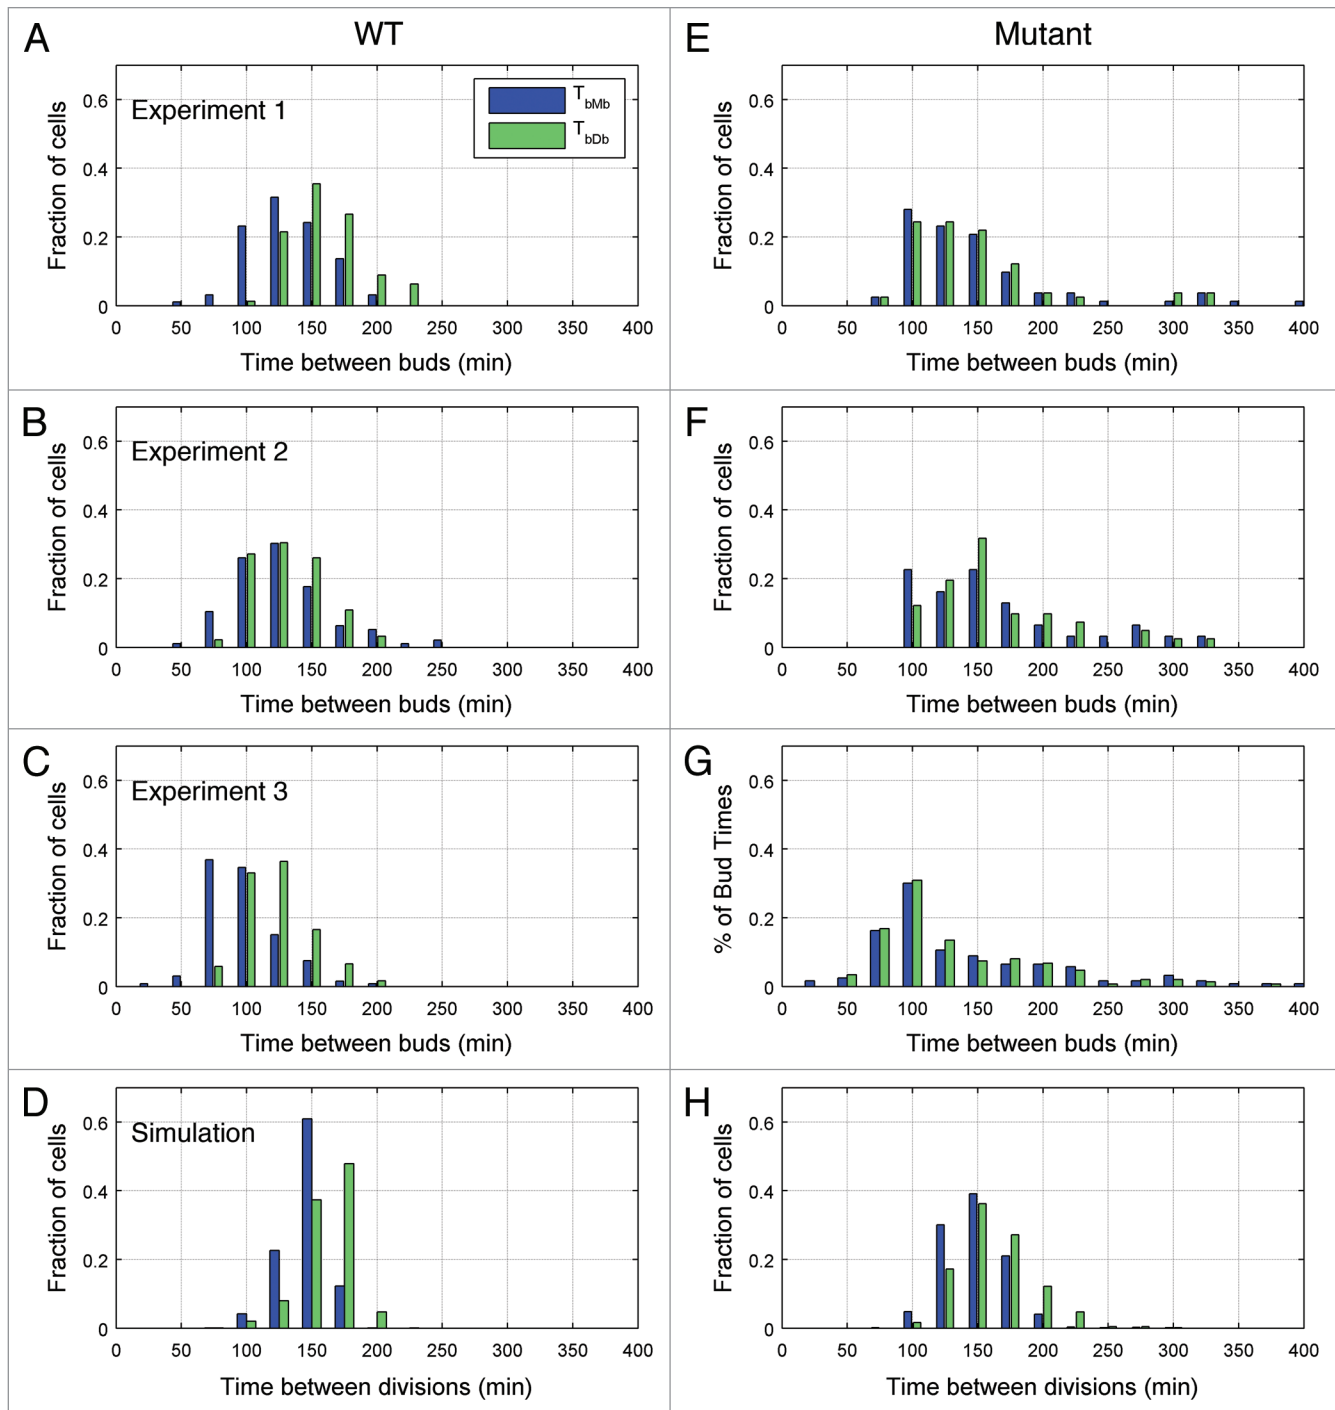 WT
Mutant
A
Experiment 1
T_bMb
T_bDb
Fraction of cells
0.6
0.4
0.2
0
0 50 100 150 200 250 300 350 400
Time between buds (min)
E
Fraction of cells
0.6
0.4
0.2
0
0 50 100 150 200 250 300 350 400
Time between buds (min)
B
Experiment 2
Fraction of cells
0.6
0.4
0.2
0
0 50 100 150 200 250 300 350 400
Time between buds (min)
F
Fraction of cells
0.6
0.4
0.2
0
0 50 100 150 200 250 300 350 400
Time between buds (min)
C
Experiment 3
Fraction of cells
0.6
0.4
0.2
0
0 50 100 150 200 250 300 350 400
Time between buds (min)
G
% of Bud Times
0.6
0.4
0.2
0
0 50 100 150 200 250 300 350 400
Time between buds (min)
D
Simulation
Fraction of cells
0.6
0.4
0.2
0
0 50 100 150 200 250 300 350 400
Time between divisions (min)
H
Fraction of cells
0.6
0.4
0.2
0
0 50 100 150 200 250 300 350 400
Time between divisions (min)